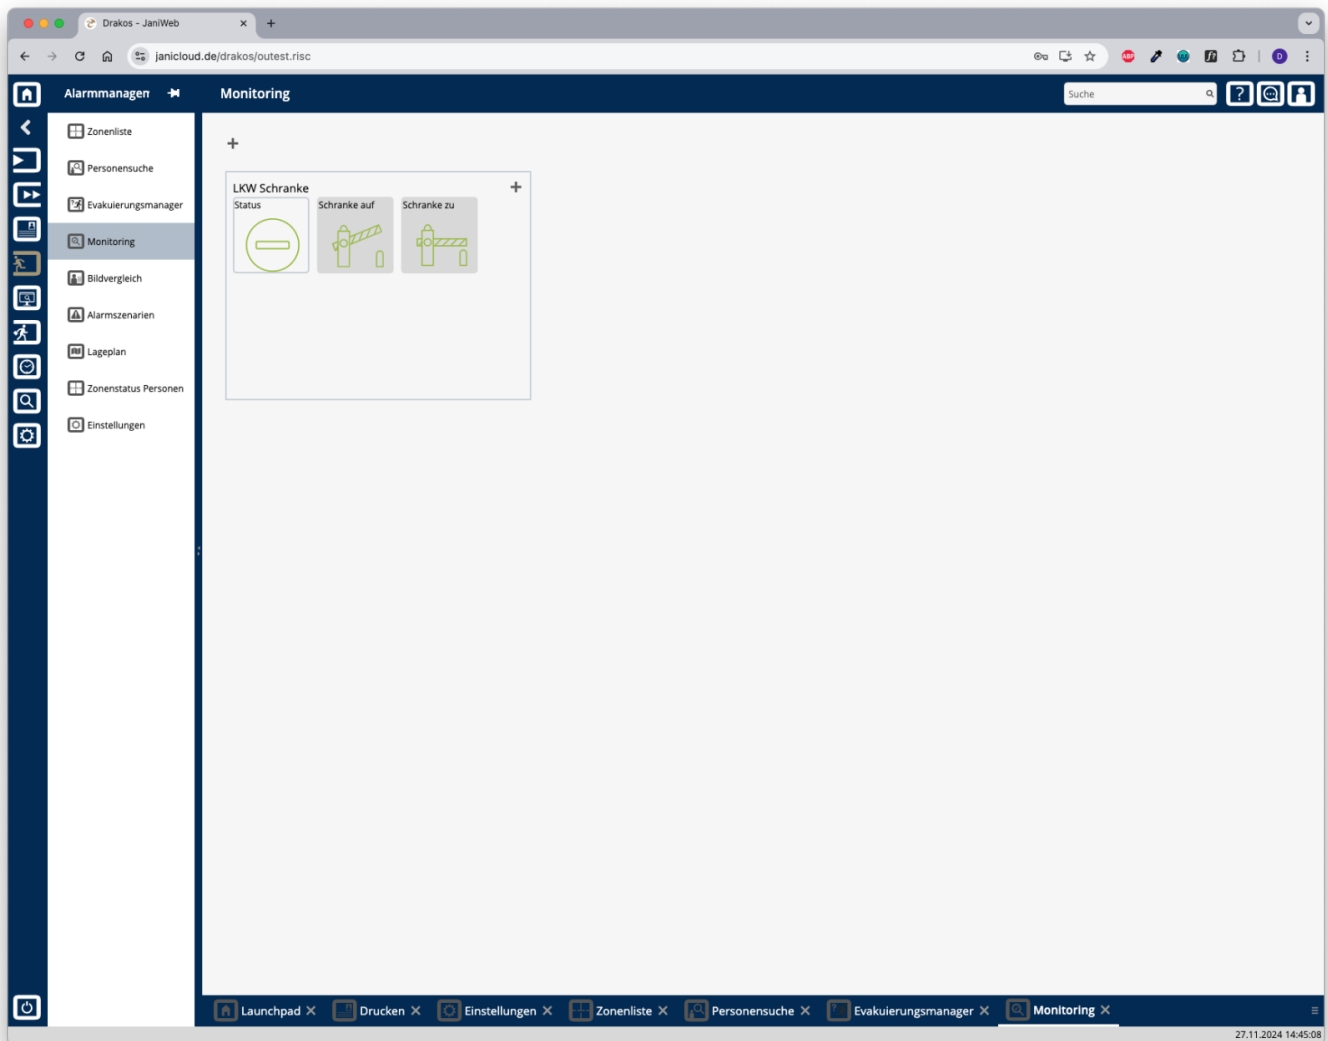 Drakos – JaniWeb
janicloud.de/drakos/outest.risc
ABP
D
Alarmmanagen
Monitoring
Suche
Zonenliste
Personensuche
Evakuierungsmanager
Monitoring
Bildvergleich
Alarmszenarien
Lageplan
Zonenstatus Personen
Einstellungen
LKW Schranke
Status
Schranke auf
Schranke zu
Launchpad
Drucken
Einstellungen
Zonenliste
Personensuche
Evakuierungsmanager
Monitoring
27.11.2024 14:45:08